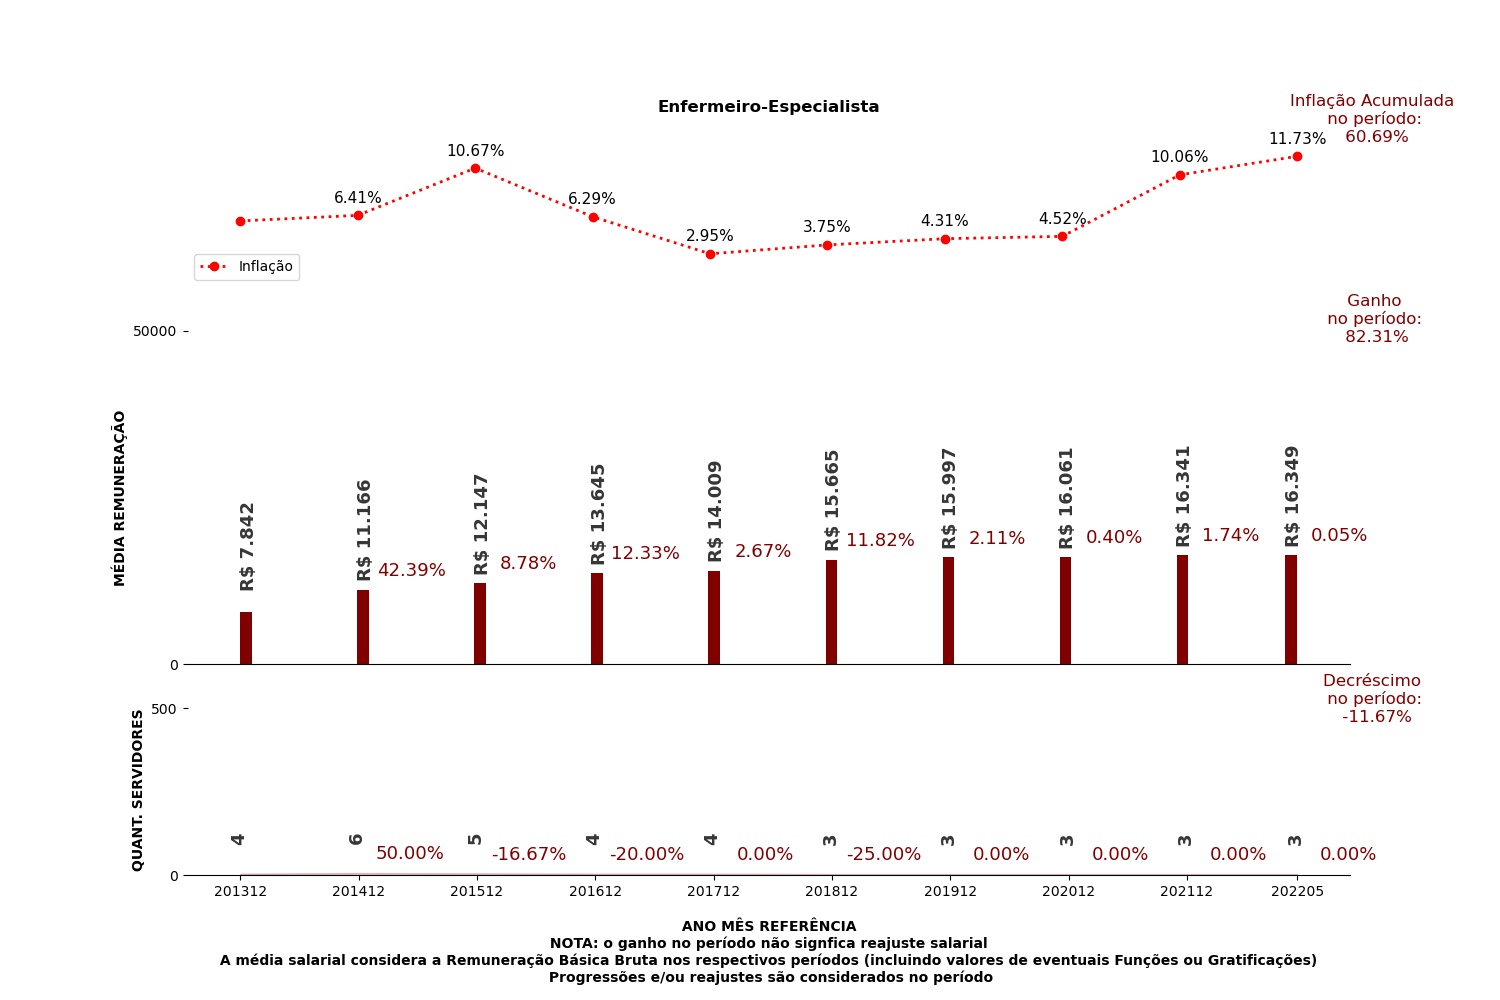 Enfermeiro-Especialista
Inflação Acumulada
no período:
60.69%
6.41%
10.67%
6.29%
2.95%
3.75%
4.31%
4.52%
10.06%
11.73%
Inflação
Ganho
no período:
82.31%
50000
0
MÉDIA REMUNERAÇÃO
R$ 7.842
R$ 11.166
R$ 12.147
R$ 13.645
R$ 14.009
R$ 15.665
R$ 15.997
R$ 16.061
R$ 16.341
R$ 16.349
42.39%
8.78%
12.33%
2.67%
11.82%
2.11%
0.40%
1.74%
0.05%
Decréscimo
no período:
-11.67%
500
0
QUANT. SERVIDORES
4
6
5
4
4
3
3
3
3
3
50.00%
-16.67%
-20.00%
0.00%
-25.00%
0.00%
0.00%
0.00%
0.00%
201312
201412
201512
201612
201712
201812
201912
202012
202112
202205
ANO MÊS REFERÊNCIA
NOTA: o ganho no período não signfica reajuste salarial
A média salarial considera a Remuneração Básica Bruta nos respectivos períodos (incluindo valores de eventuais Funções ou Gratificações)
Progressões e/ou reajustes são considerados no período